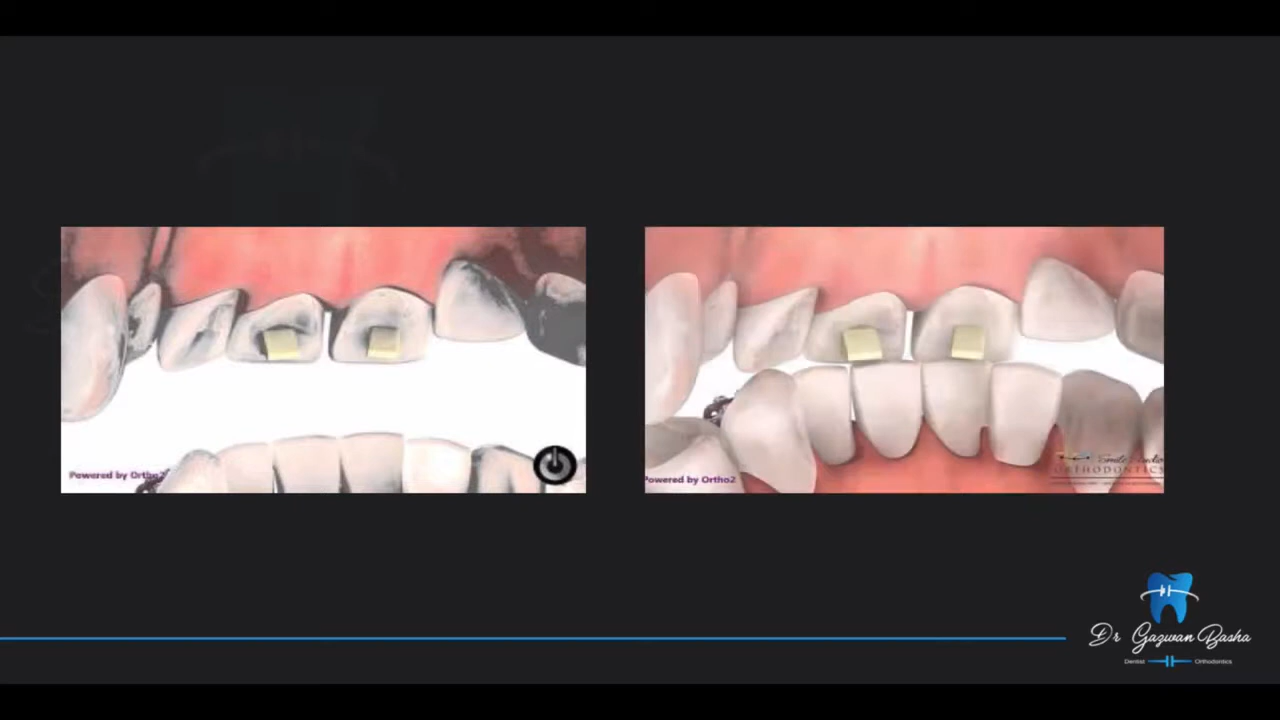 Powered by Ortho2
Powered by Ortho2
ORTHODONTICS
Dr Gazwan Basha
Dentist
Orthodontics